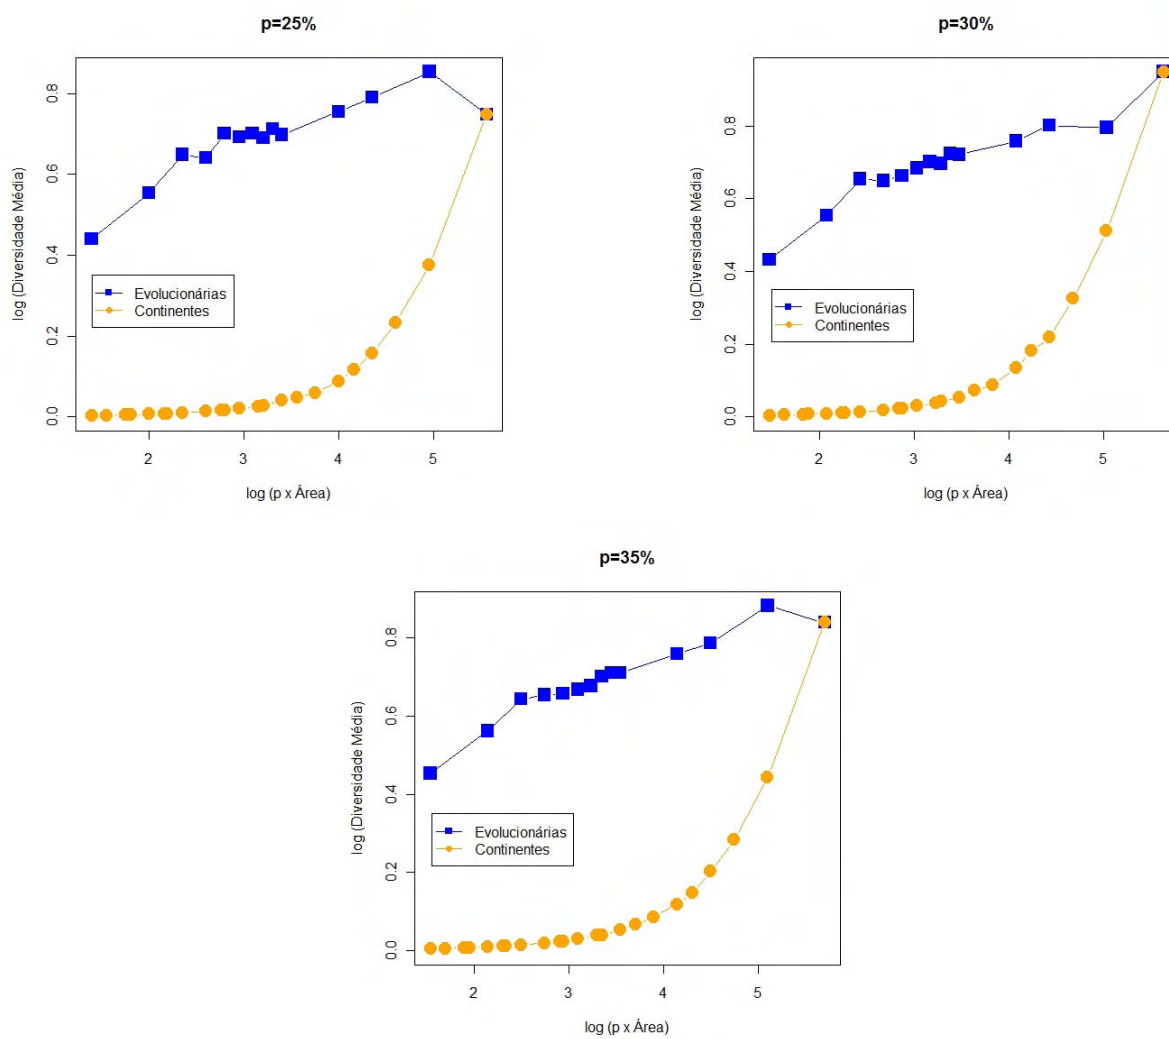 p=25%
log (Diversidade Média)
0.8
0.6
0.4
0.2
0.0
Evolucionárias
Continentes
2 3 4 5
log (p x Área)
p=30%
log (Diversidade Média)
0.8
0.6
0.4
0.2
0.0
Evolucionárias
Continentes
2 3 4 5
log (p x Área)
p=35%
log (Diversidade Média)
0.8
0.6
0.4
0.2
0.0
Evolucionárias
Continentes
2 3 4 5
log (p x Área)